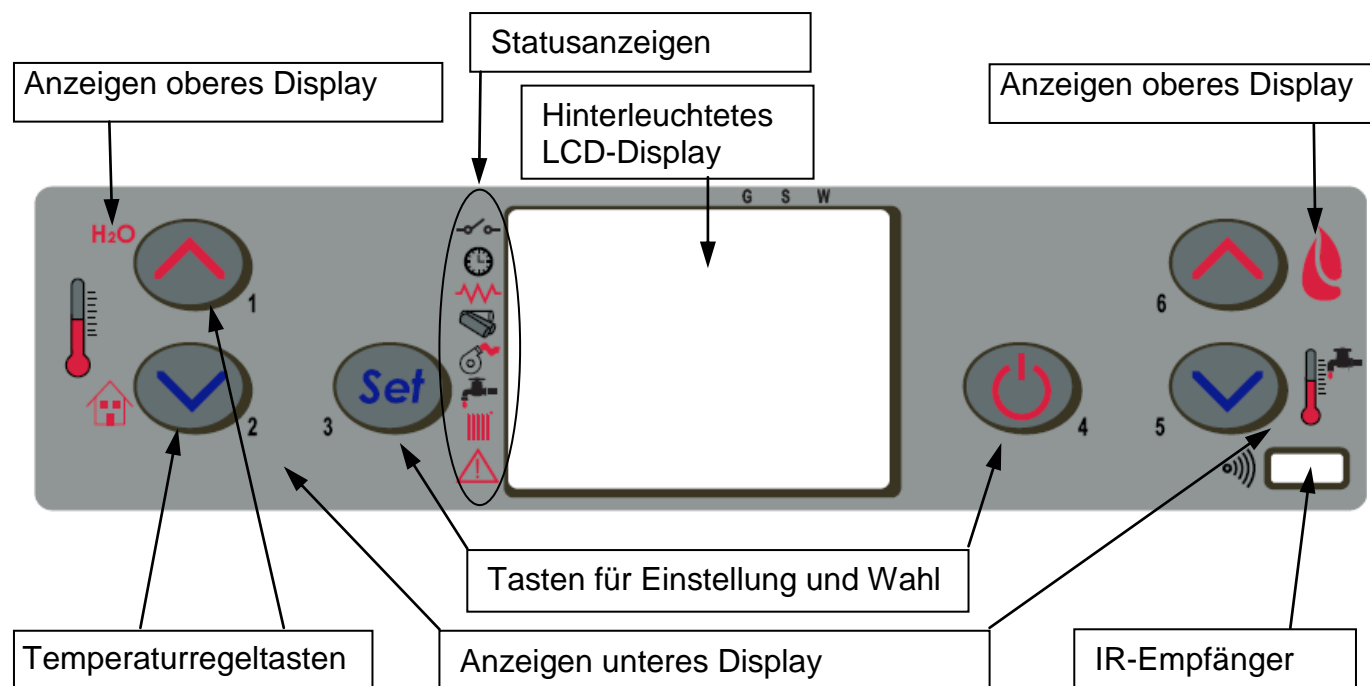 Statusanzeigen
Anzeigen oberes Display
Anzeigen oberes Display
Hinterleuchtetes
LCD-Display
G S W
H₂O
1
6
Set
2
3
4
5
Tasten für Einstellung und Wahl
Temperaturregeltasten
Anzeigen unteres Display
IR-Empfänger